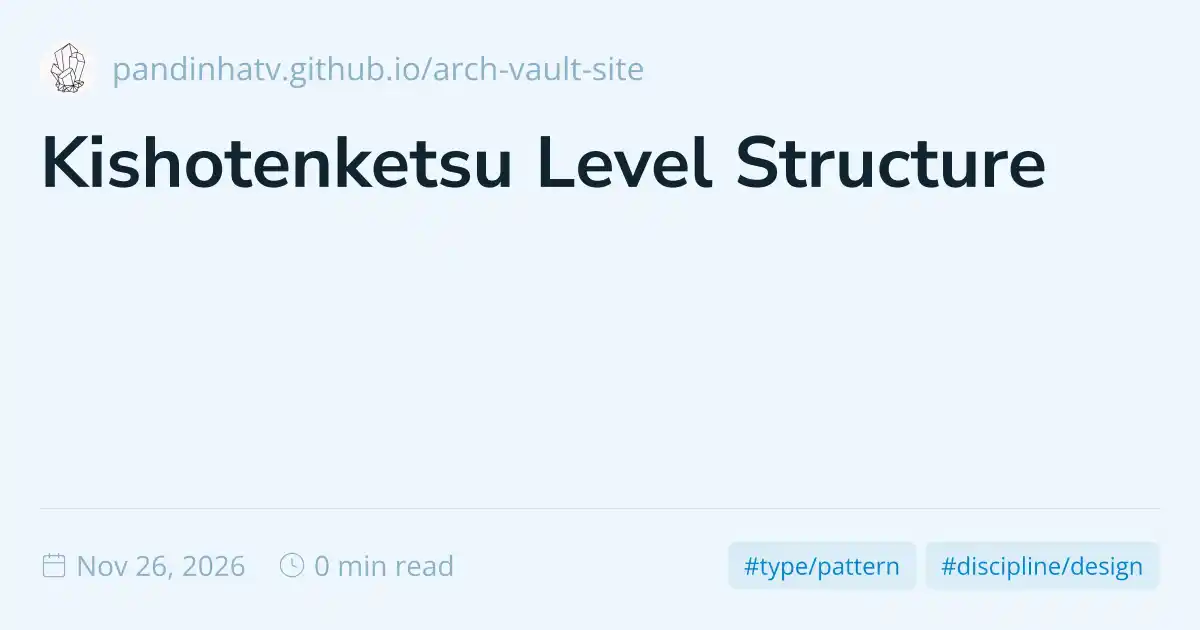 pandinhatv.github.io/arch-vault-site
Kishotenketsu Level Structure
Nov 26, 2026 0 min read #type/pattern #discipline/design